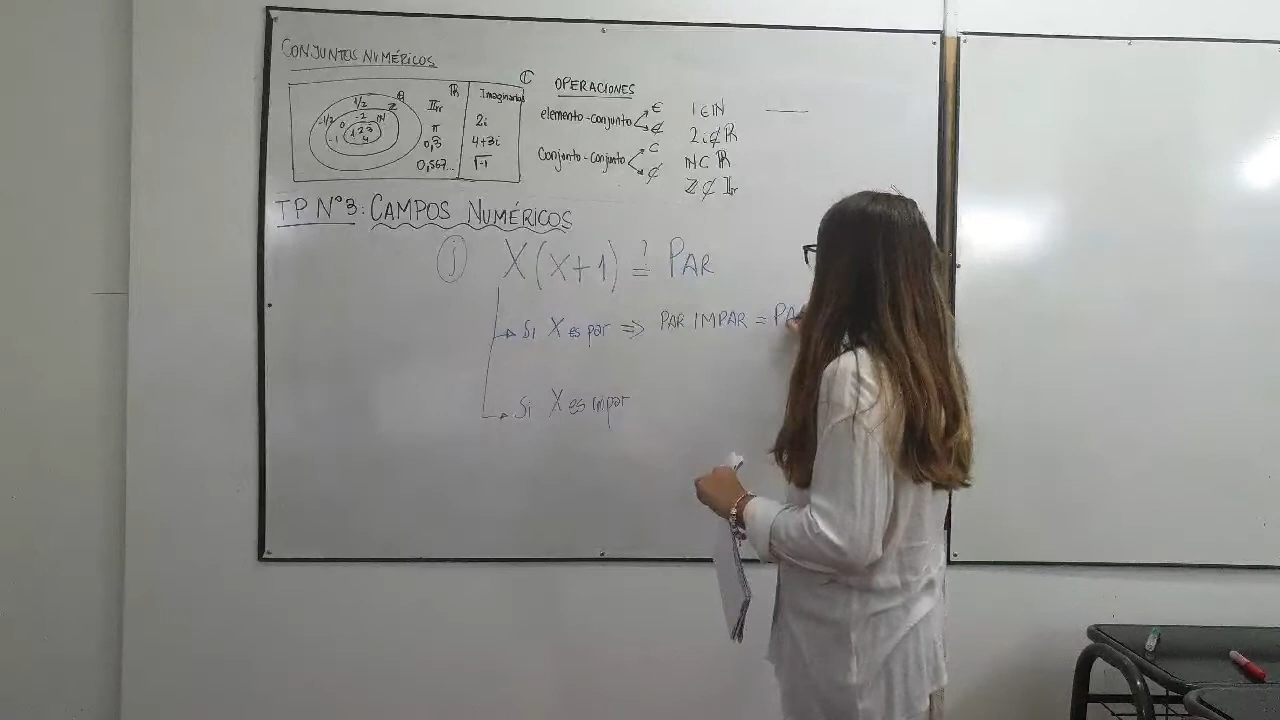 CONJUNTOS NUMÉRICOS
ℂ
ℝ
Imaginarios
ℚ
1/2
ℤ
-1/2
-2
ℕ
0
-1
1 2 3
4
𝕀rr
π
0,3
0,567...
2i
4+3i
√-1
OPERACIONES
elemento-conjunto ∈ ∉
1∈ℕ
2i∉ℝ
Conjunto-Conjunto ⊂ ⊄
ℕ⊂ℝ
ℤ⊄𝕀rr
TP N°3: CAMPOS NUMÉRICOS
j X(X+1) =? PAR
Si X es par ⇒ PAR IMPAR = PA
Si X es impar